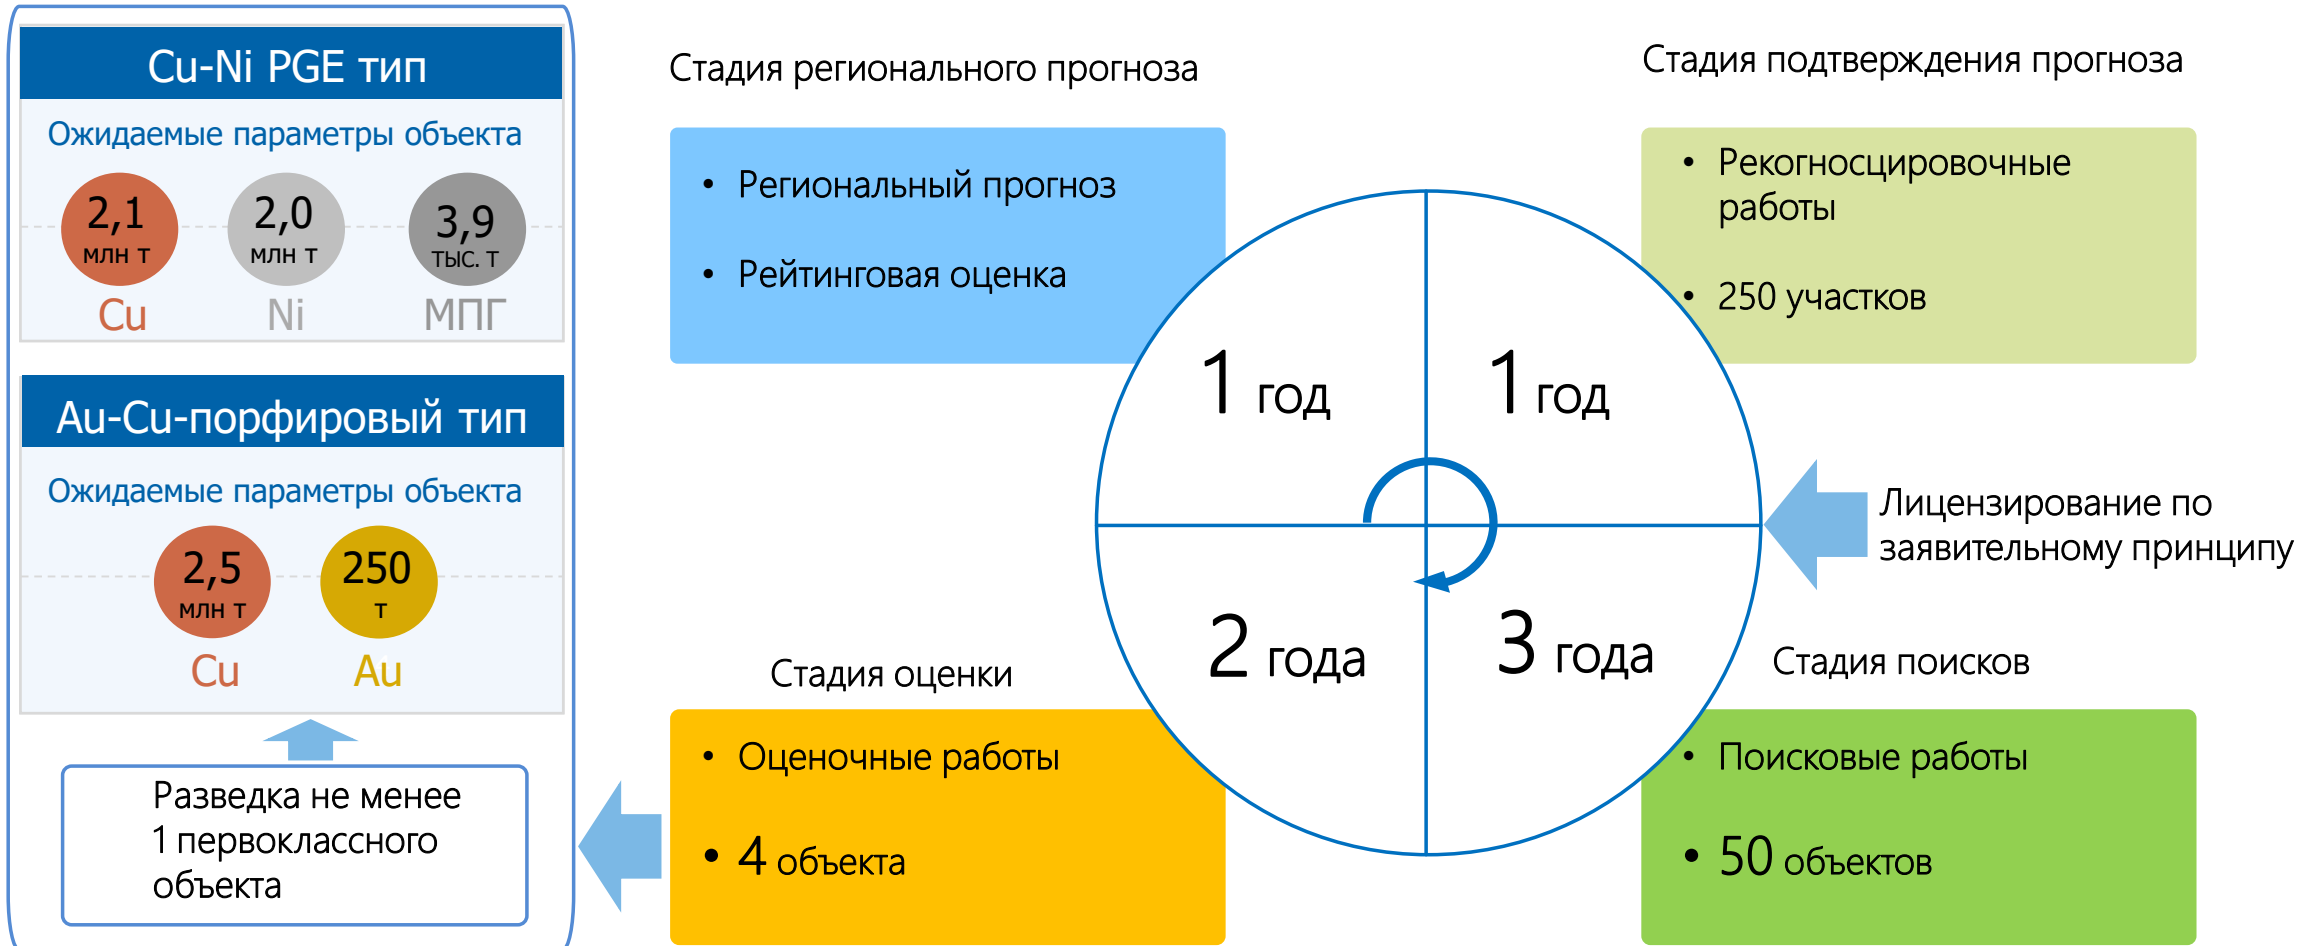 Cu-Ni PGE тип
Ожидаемые параметры объекта
2,1
млн т
Cu
2,0
млн т
Ni
3,9
тыс. т
МПГ
Au-Cu-порфировый тип
Ожидаемые параметры объекта
2,5
млн т
Cu
250
т
Au
Разведка не менее
1 первоклассного
объекта
Стадия регионального прогноза
• Региональный прогноз
• Рейтинговая оценка
Стадия подтверждения прогноза
• Рекогносцировочные
работы
• 250 участков
1 год
1 год
2 года
3 года
Лицензирование по
заявительному принципу
Стадия оценки
• Оценочные работы
• 4 объекта
Стадия поисков
• Поисковые работы
• 50 объектов